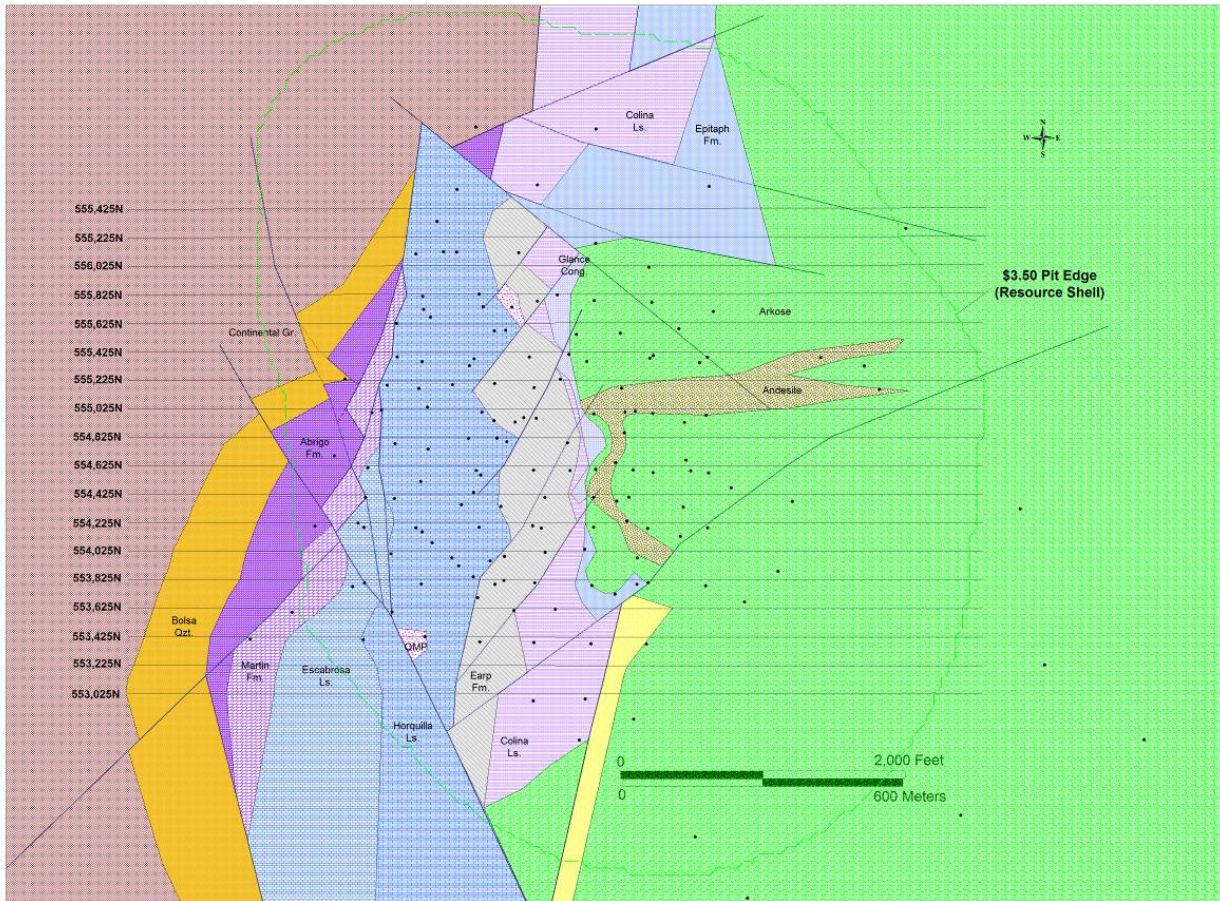 Colina
Ls.
Epitaph
Fm.
N
W E
S
555,425N
555,225N
Glance
Cong
556,025N
$3.50 Pit Edge
(Resource Shell)
555,825N
Arkose
555,625N
Continental Gr.
555,425N
555,225N
Andesite
555,025N
554,825N
Abrigo
Fm.
554,625N
554,425N
554,225N
554,025N
553,825N
553,625N
Bolsa
Qzt.
553,425N
QMP
553,225N
Martin
Fm.
Escabrosa
Ls.
Earp
Fm.
553,025N
Horquilla
Ls.
Colina
Ls.
0
2,000 Feet
0
600 Meters